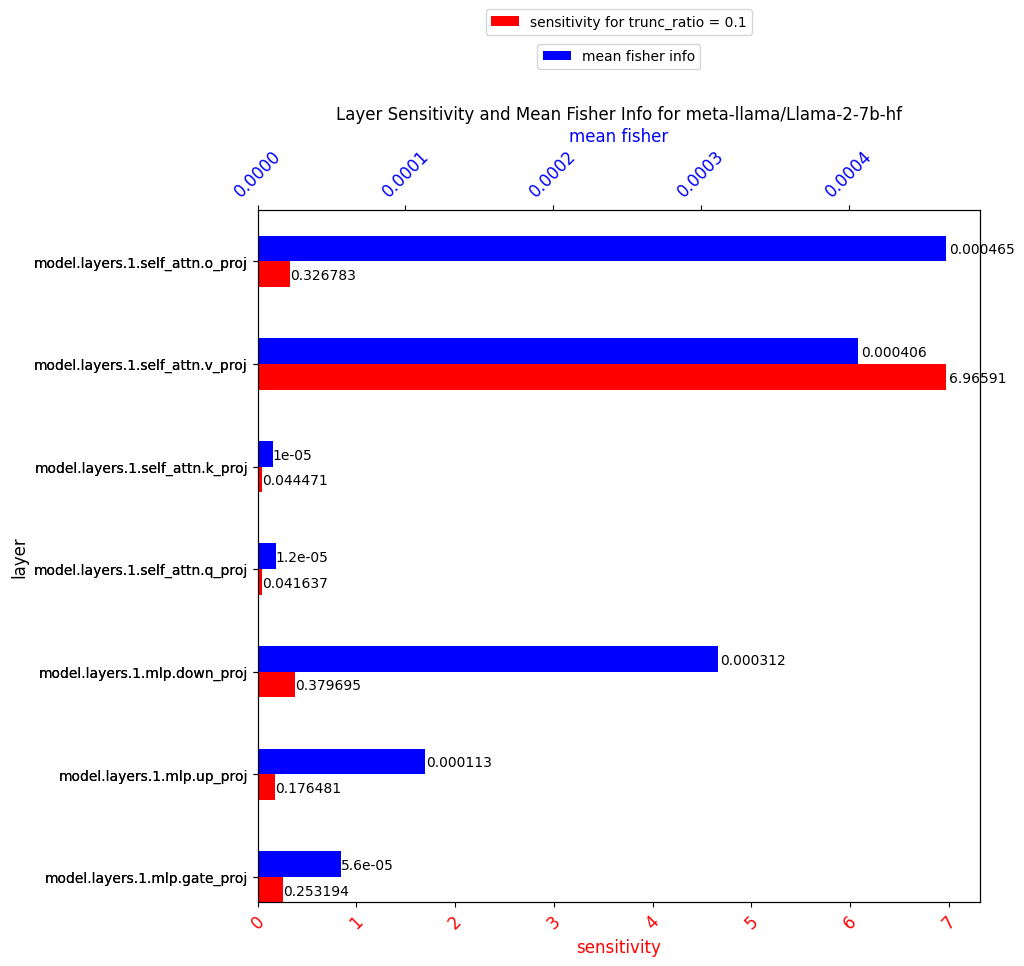 sensitivity for trunc_ratio = 0.1
mean fisher info
Layer Sensitivity and Mean Fisher Info for meta-llama/Llama-2-7b-hf
mean fisher
0.0000 0.0001 0.0002 0.0003 0.0004
model.layers.1.self_attn.o_proj
0.000465
0.326783
model.layers.1.self_attn.v_proj
0.000406
6.96591
model.layers.1.self_attn.k_proj
1e-05
0.044471
model.layers.1.self_attn.q_proj
1.2e-05
0.041637
model.layers.1.mlp.down_proj
0.000312
0.379695
model.layers.1.mlp.up_proj
0.000113
0.176481
model.layers.1.mlp.gate_proj
5.6e-05
0.253194
layer
0 1 2 3 4 5 6 7
sensitivity